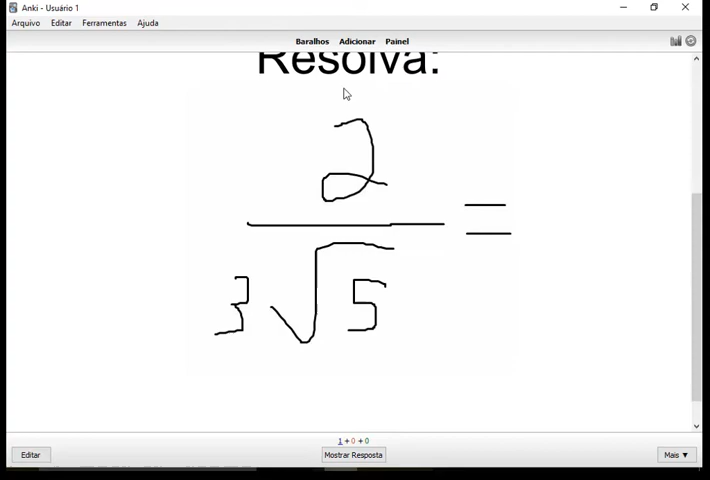 Anki - Usuário 1
Arquivo Editar Ferramentas Ajuda
Baralhos Adicionar Painel
Resolva:
2
=
3√5
1 + 0 + 0
Editar Mostrar Resposta Mais ▼